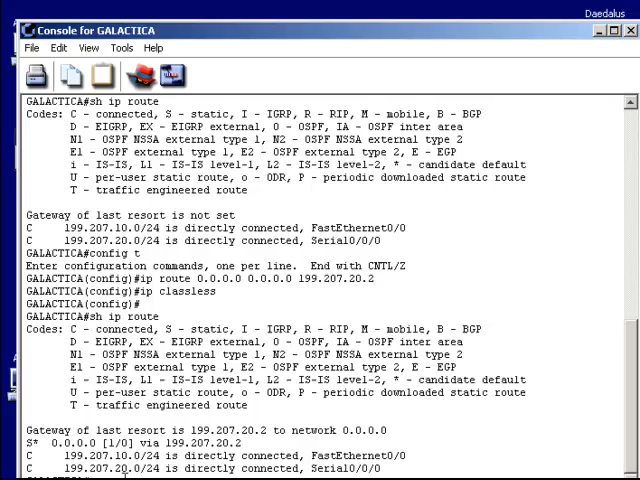 Daedalus
Console for GALACTICA
File Edit View Tools Help
GALACTICA#sh ip route
Codes: C - connected, S - static, I - IGRP, R - RIP, M - mobile, B - BGP
D - EIGRP, EX - EIGRP external, O - OSPF, IA - OSPF inter area
N1 - OSPF NSSA external type 1, N2 - OSPF NSSA external type 2
E1 - OSPF external type 1, E2 - OSPF external type 2, E - EGP
i - IS-IS, L1 - IS-IS level-1, L2 - IS-IS level-2, * - candidate default
U - per-user static route, o - ODR, P - periodic downloaded static route
T - traffic engineered route
Gateway of last resort is not set
C 199.207.10.0/24 is directly connected, FastEthernet0/0
C 199.207.20.0/24 is directly connected, Serial0/0/0
GALACTICA#config t
Enter configuration commands, one per line. End with CNTL/Z
GALACTICA(config)#ip route 0.0.0.0 0.0.0.0 199.207.20.2
GALACTICA(config)#ip classless
GALACTICA(config)#
GALACTICA#sh ip route
Codes: C - connected, S - static, I - IGRP, R - RIP, M - mobile, B - BGP
D - EIGRP, EX - EIGRP external, O - OSPF, IA - OSPF inter area
N1 - OSPF NSSA external type 1, N2 - OSPF NSSA external type 2
E1 - OSPF external type 1, E2 - OSPF external type 2, E - EGP
i - IS-IS, L1 - IS-IS level-1, L2 - IS-IS level-2, * - candidate default
U - per-user static route, o - ODR, P - periodic downloaded static route
T - traffic engineered route
Gateway of last resort is 199.207.20.2 to network 0.0.0.0
S* 0.0.0.0 [1/0] via 199.207.20.2
C 199.207.10.0/24 is directly connected, FastEthernet0/0
C 199.207.20.0/24 is directly connected, Serial0/0/0